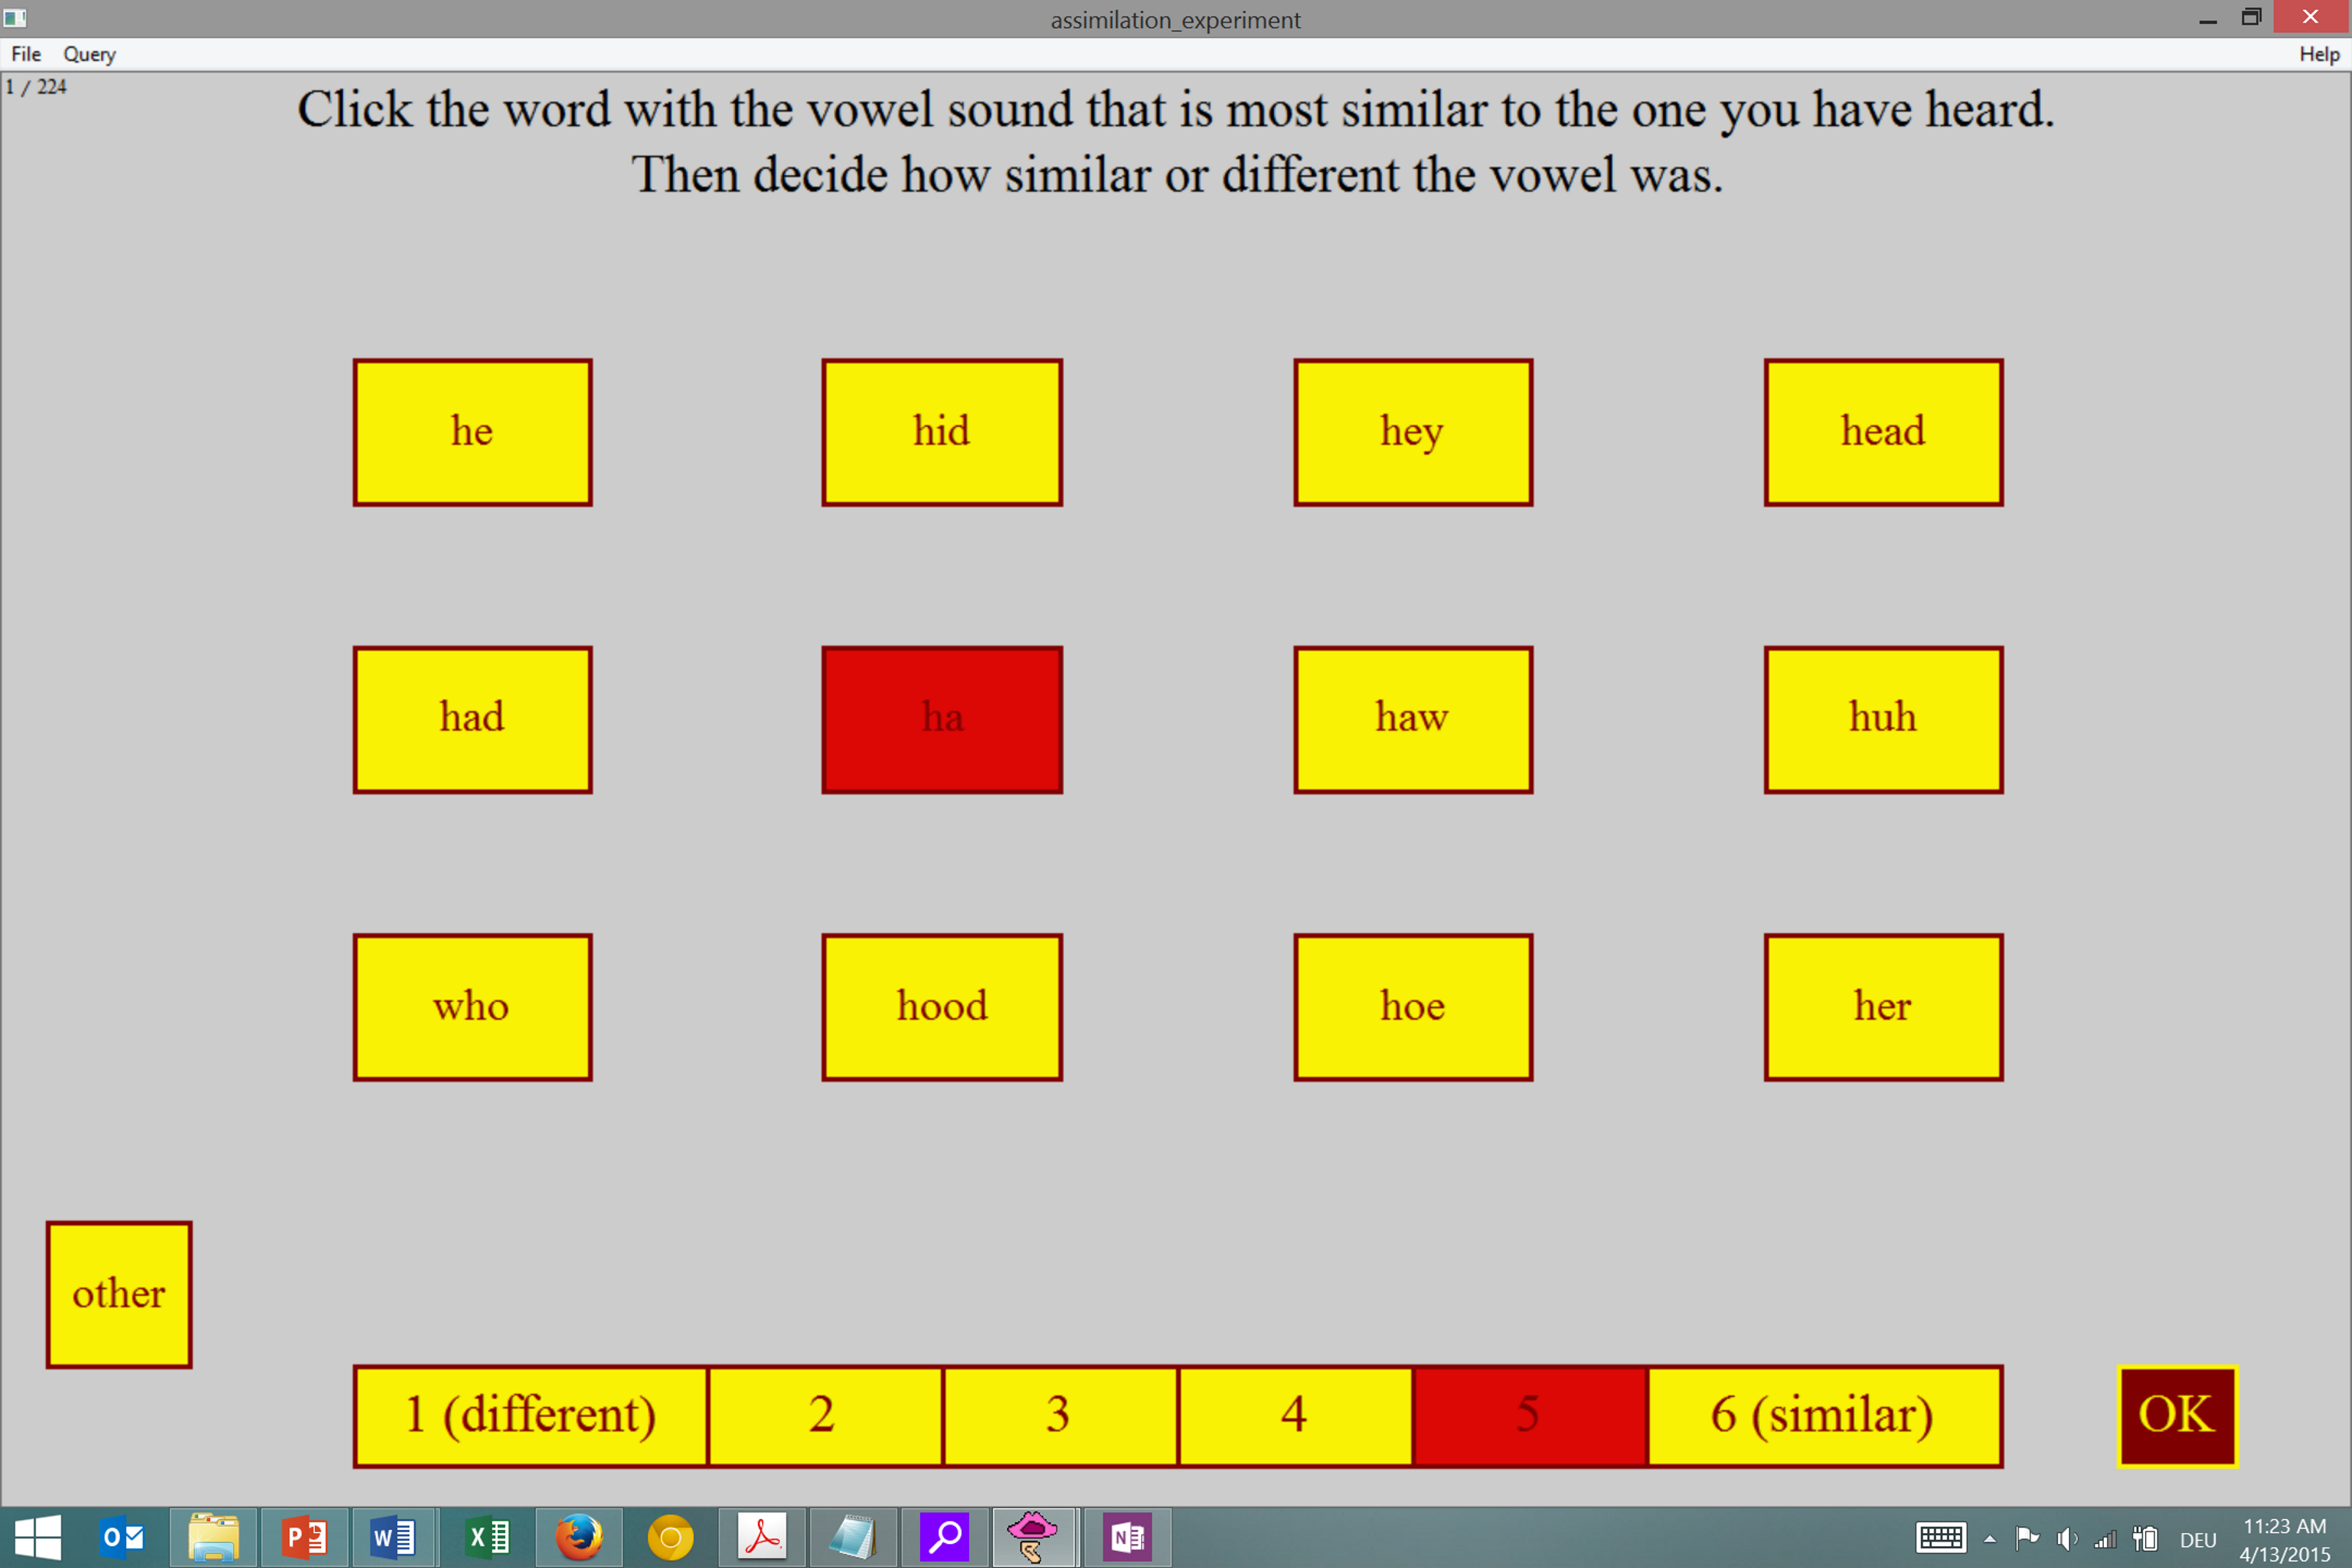 assimilation_experiment
File Query Help
1 / 224
Click the word with the vowel sound that is most similar to the one you have heard.
Then decide how similar or different the vowel was.
he hid hey head
had ha haw huh
who hood hoe her
other
1 (different) 2 3 4 5 6 (similar) OK
DEU 11:23 AM
4/13/2015